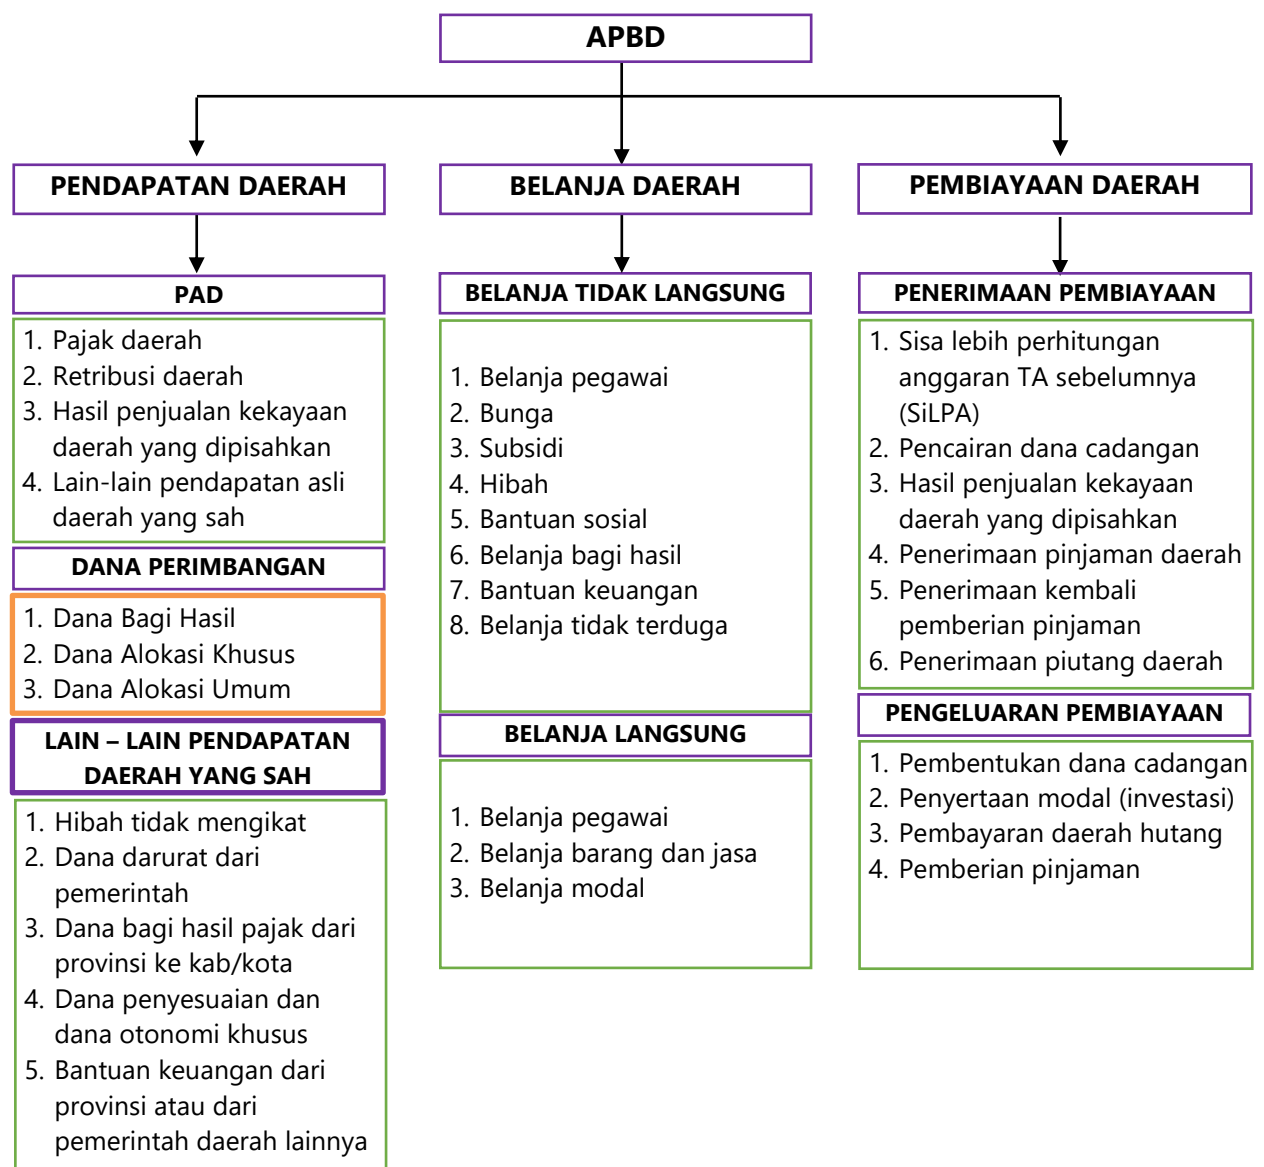 APBD
PENDAPATAN DAERAH
PAD
1. Pajak daerah
2. Retribusi daerah
3. Hasil penjualan kekayaan
daerah yang dipisahkan
4. Lain-lain pendapatan asli
daerah yang sah
DANA PERIMBANGAN
1. Dana Bagi Hasil
2. Dana Alokasi Khusus
3. Dana Alokasi Umum
LAIN – LAIN PENDAPATAN
DAERAH YANG SAH
1. Hibah tidak mengikat
2. Dana darurat dari
pemerintah
3. Dana bagi hasil pajak dari
provinsi ke kab/kota
4. Dana penyesuaian dan
dana otonomi khusus
5. Bantuan keuangan dari
provinsi atau dari
pemerintah daerah lainnya
BELANJA DAERAH
BELANJA TIDAK LANGSUNG
1. Belanja pegawai
2. Bunga
3. Subsidi
4. Hibah
5. Bantuan sosial
6. Belanja bagi hasil
7. Bantuan keuangan
8. Belanja tidak terduga
BELANJA LANGSUNG
1. Belanja pegawai
2. Belanja barang dan jasa
3. Belanja modal
PEMBIAYAAN DAERAH
PENERIMAAN PEMBIAYAAN
1. Sisa lebih perhitungan
anggaran TA sebelumnya
(SiLPA)
2. Pencairan dana cadangan
3. Hasil penjualan kekayaan
daerah yang dipisahkan
4. Penerimaan pinjaman daerah
5. Penerimaan kembali
pemberian pinjaman
6. Penerimaan piutang daerah
PENGELUARAN PEMBIAYAAN
1. Pembentukan dana cadangan
2. Penyertaan modal (investasi)
3. Pembayaran daerah hutang
4. Pemberian pinjaman